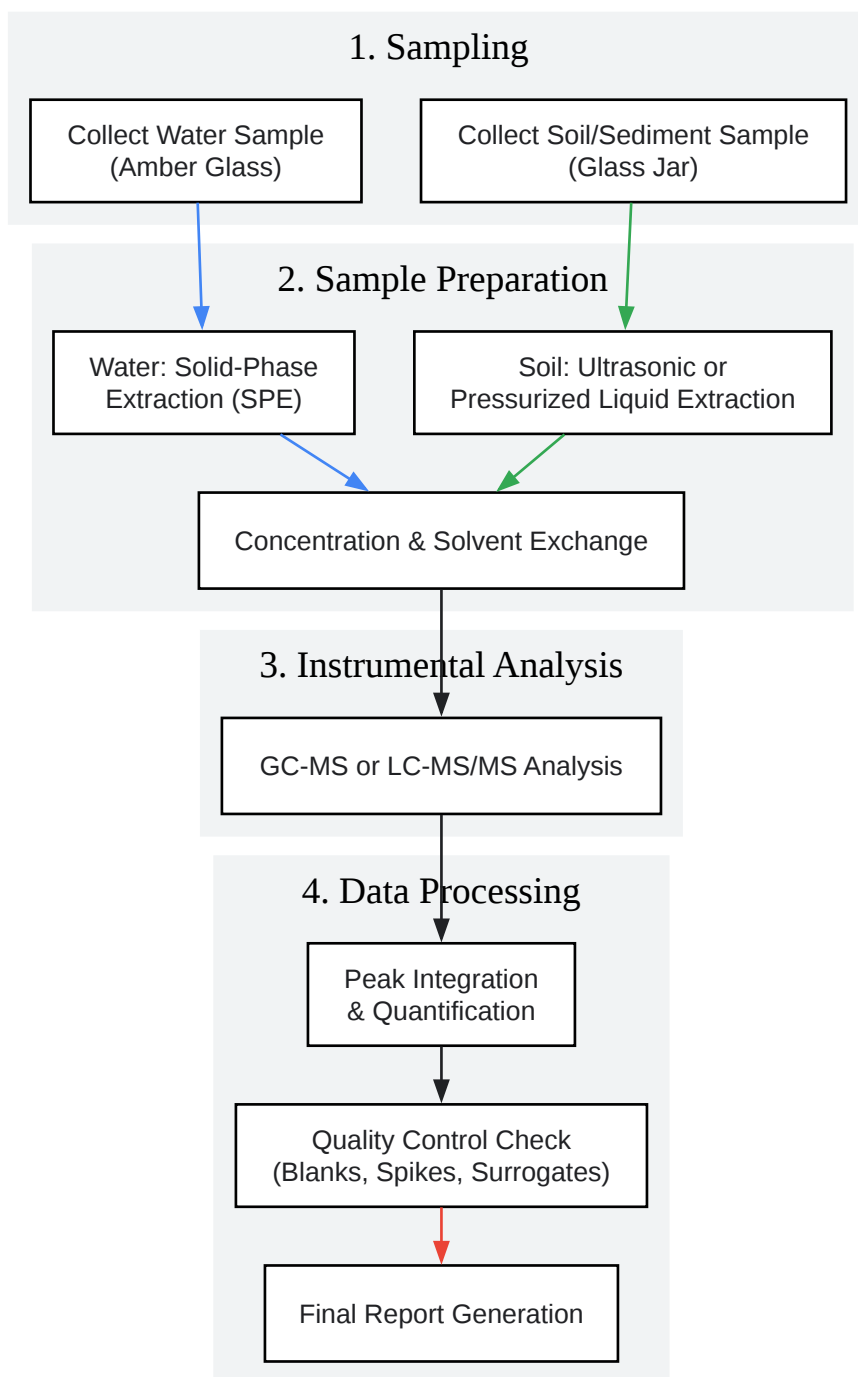 1. Sampling
Collect Water Sample
(Amber Glass)
Collect Soil/Sediment Sample
(Glass Jar)
2. Sample Preparation
Water: Solid-Phase
Extraction (SPE)
Soil: Ultrasonic or
Pressurized Liquid Extraction
Concentration & Solvent Exchange
3. Instrumental Analysis
GC-MS or LC-MS/MS Analysis
4. Data Processing
Peak Integration
& Quantification
Quality Control Check
(Blanks, Spikes, Surrogates)
Final Report Generation